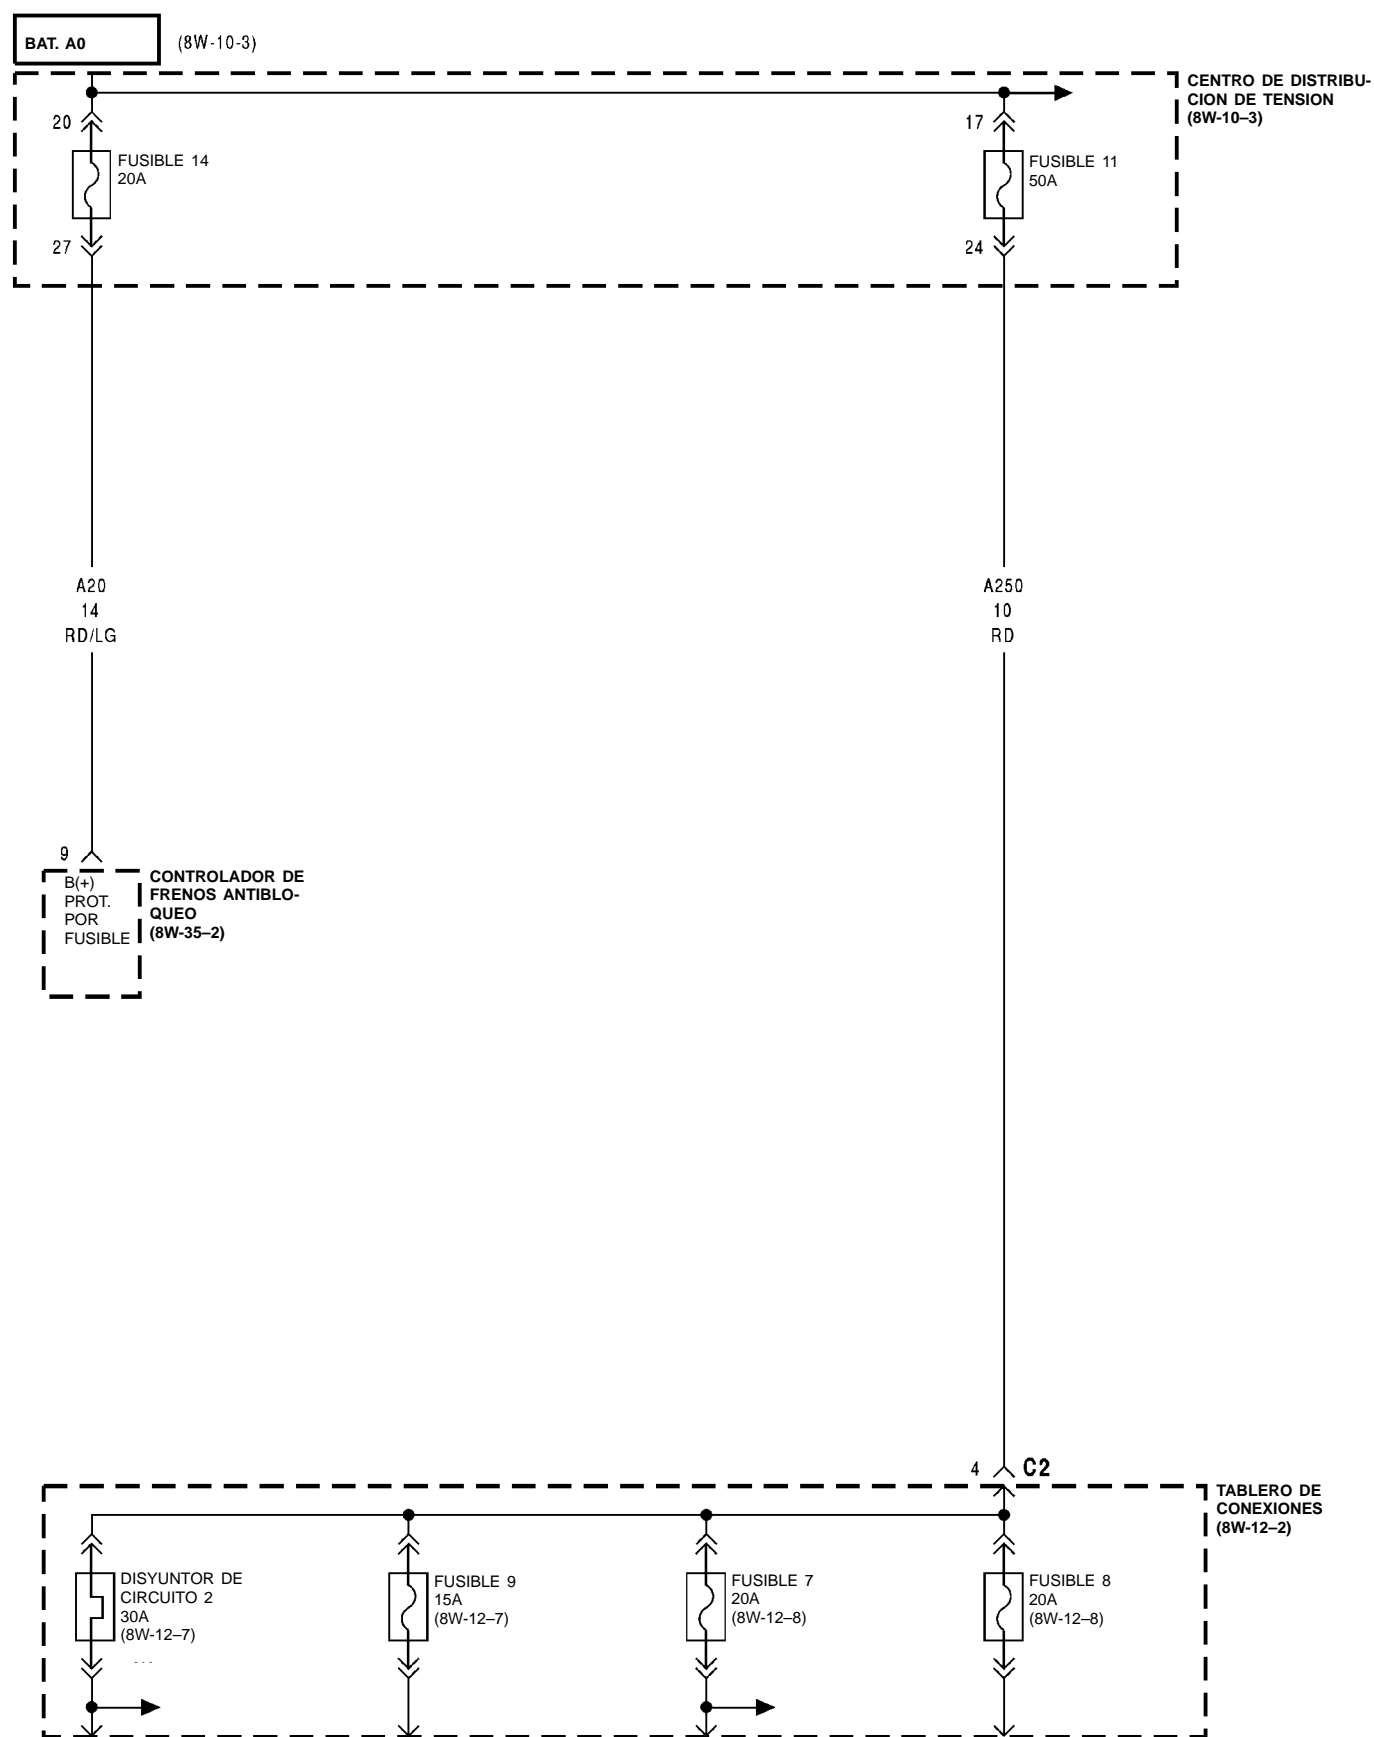 BAT. A0
(8W-10-3)
CENTRO DE DISTRIBU-
CION DE TENSION
(8W-10–3)
20
FUSIBLE 14
20A
27
17
FUSIBLE 11
50A
24
A20
14
RD/LG
A250
10
RD
9
B(+)
PROT.
POR
FUSIBLE
CONTROLADOR DE
FRENOS ANTIBLO-
QUEO
(8W-35–2)
4
C2
TABLERO DE
CONEXIONES
(8W-12–2)
DISYUNTOR DE
CIRCUITO 2
30A
(8W-12–7)
FUSIBLE 9
15A
(8W-12–7)
FUSIBLE 7
20A
(8W-12–8)
FUSIBLE 8
20A
(8W-12–8)